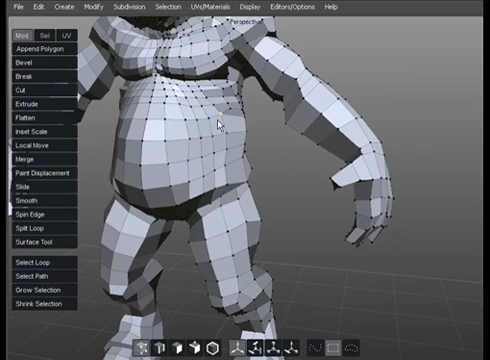 File Edit Create Modify Subdivision Selection UVs/Materials Display Editors/Options Help
Perspective
Mod Sel UV
Append Polygon
Bevel
Break
Cut
Extrude
Flatten
Inset Scale
Local Move
Merge
Paint Displacement
Slide
Smooth
Spin Edge
Split Loop
Surface Tool
Select Loop
Select Path
Grow Selection
Shrink Selection